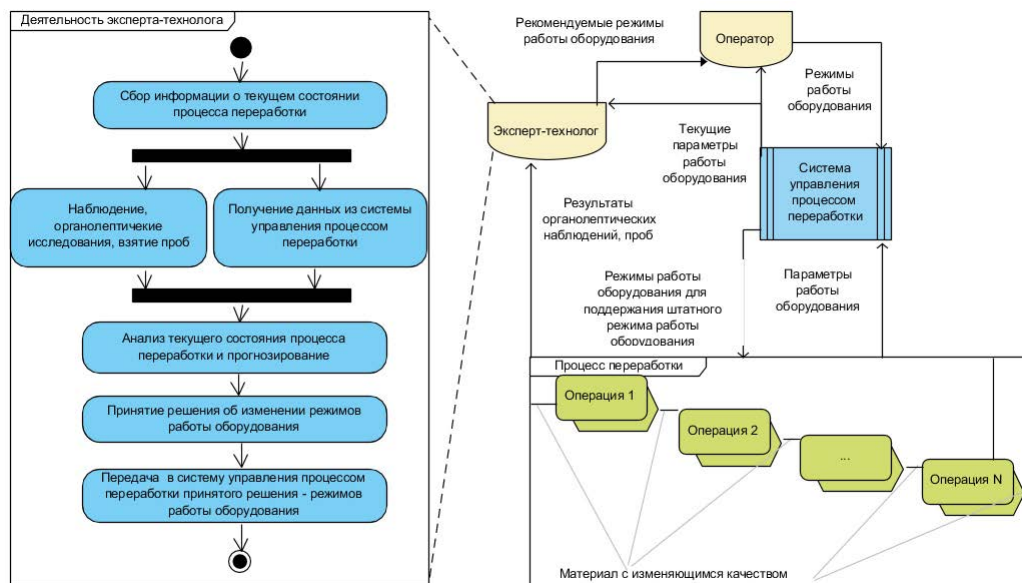 Деятельность эксперта-технолога
Сбор информации о текущем состоянии
процесса переработки
Наблюдение,
органолептичекие
исследования, взятие проб
Получение данных из системы
управления процессом
переработки
Анализ текущего состояния процесса
переработки и прогнозирование
Принятие решения об изменении режимов
работы оборудования
Передача в систему управления процессом
переработки принятого решения - режимов
работы оборудования
Рекомендуемые режимы
работы оборудования
Оператор
Режимы
работы
оборудования
Эксперт-технолог
Текущие
параметры
работы
оборудования
Система
управления
процессом
переработки
Результаты
органолептических
наблюдений, проб
Режимы работы
оборудования для
поддержания штатного
режима работы
оборудования
Параметры
работы
оборудования
Процесс переработки
Операция 1
Операция 2
...
Операция N
Материал с изменяющимся качеством